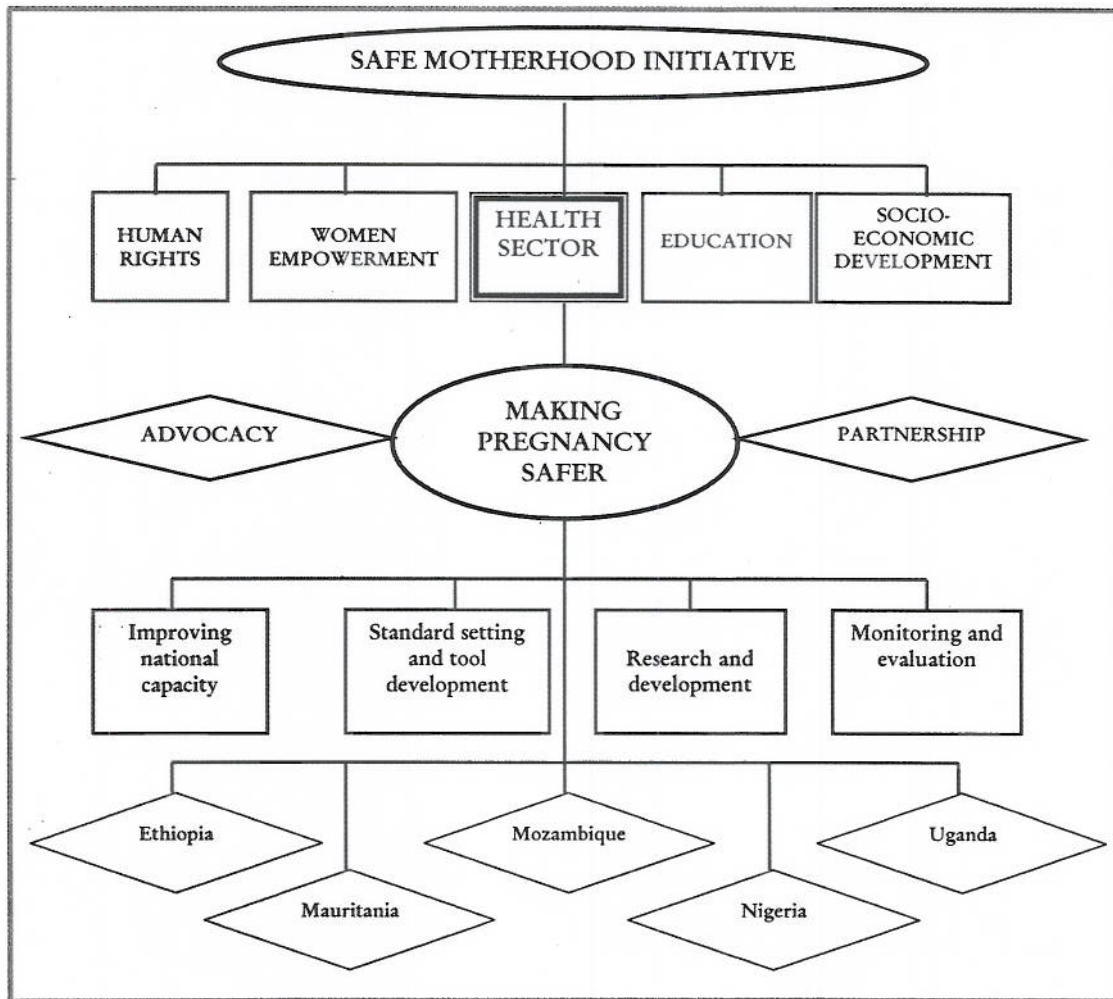 SAFE MOTHERHOOD INITIATIVE
HUMAN
RIGHTS
WOMEN
EMPOWERMENT
HEALTH
SECTOR
EDUCATION
SOCIO-
ECONOMIC
DEVELOPMENT
ADVOCACY
MAKING
PREGNANCY
SAFER
PARTNERSHIP
Improving
national
capacity
Standard setting
and tool
development
Research and
development
Monitoring and
evaluation
Ethiopia
Mozambique
Uganda
Mauritania
Nigeria